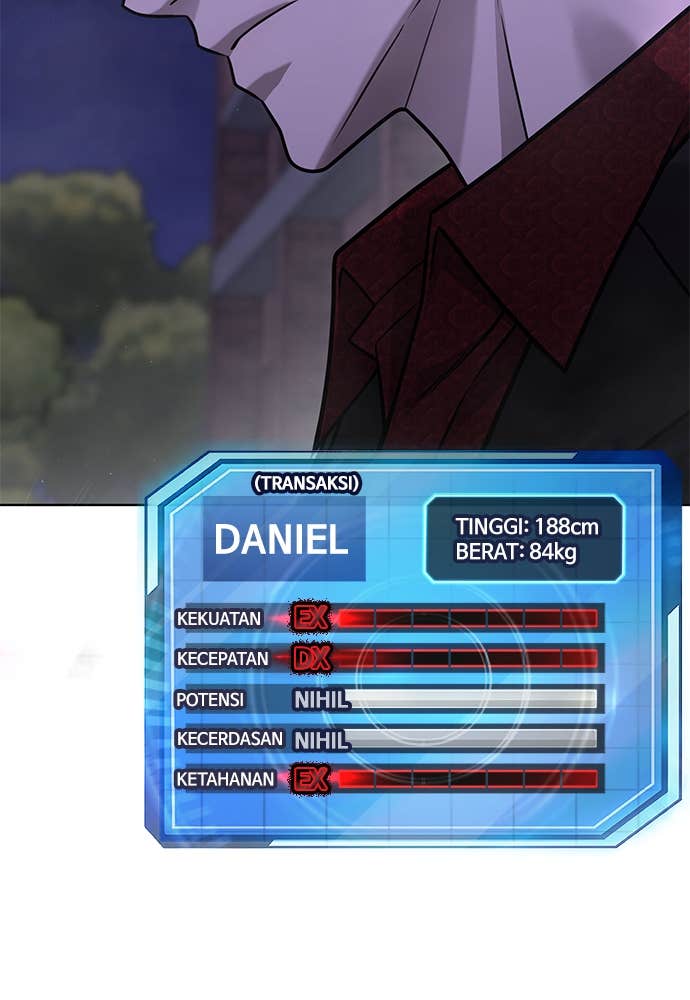 (TRANSAKSI)
DANIEL
TINGGI: 188cm
BERAT: 84kg
KEKUATAN EX
KECEPATAN DX
POTENSI NIHIL
KECERDASAN NIHIL
KETAHANAN EX